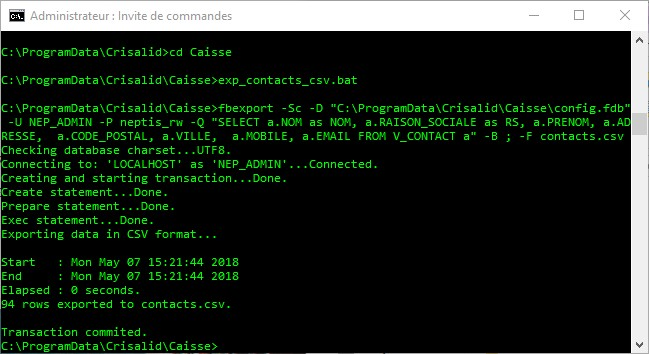 Administrateur : Invite de commandes
C:\ProgramData\Crisalid>cd Caisse
C:\ProgramData\Crisalid\Caisse>exp_contacts_csv.bat
C:\ProgramData\Crisalid\Caisse>fbexport -Sc -D "C:\ProgramData\Crisalid\Caisse\config.fdb"
-U NEP_ADMIN -P neptis_rw -Q "SELECT a.NOM as NOM, a.RAISON_SOCIALE as RS, a.PRENOM, a.AD
RESSE,  a.CODE_POSTAL, a.VILLE,  a.MOBILE, a.EMAIL FROM V_CONTACT a" -B ; -F contacts.csv
Checking database charset...UTF8.
Connecting to: 'LOCALHOST' as 'NEP_ADMIN'...Connected.
Creating and starting transaction...Done.
Create statement...Done.
Prepare statement...Done.
Exec statement...Done.
Exporting data in CSV format...
Start   : Mon May 07 15:21:44 2018
End     : Mon May 07 15:21:44 2018
Elapsed : 0 seconds.
94 rows exported to contacts.csv.
Transaction commited.
C:\ProgramData\Crisalid\Caisse>